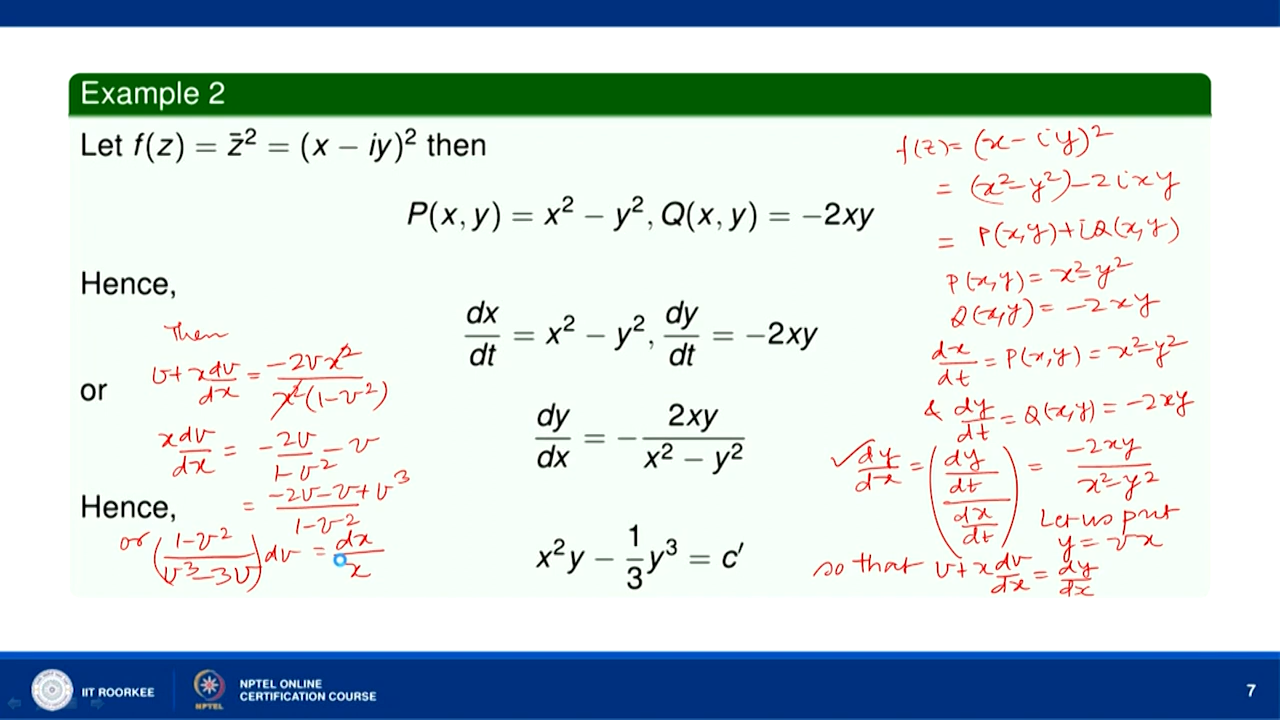 Example 2
Let f(z) = z̄² = (x − iy)² then
P(x, y) = x² − y², Q(x, y) = −2xy
Hence,
dx/dt = x² − y², dy/dt = −2xy
or
dy/dx = − 2xy/(x² − y²)
Hence,
x²y − 1/3 y³ = c′
f(z) = (x − iy)²
= (x² − y²) − 2ixy
= P(x,y) + iQ(x,y)
P(x,y) = x² − y²
Q(x,y) = −2xy
dx/dt = P(x,y) = x² − y²
& dy/dt = Q(x,y) = −2xy
✓ dy/dx = ((dy/dt)/(dx/dt)) = −2xy/(x² − y²)
Let us put
y = vx
so that v + x dv/dx = dy/dx
Then
v + x dv/dx = −2vx²/(x²(1 − v²))
x dv/dx = −2v/(1 − v²) − v
= (−2v − v + v³)/(1 − v²)
or ((1 − v²)/(v³ − 3v)) dv = dx/x
IIT ROORKEE
NPTEL
NPTEL ONLINE
CERTIFICATION COURSE
7